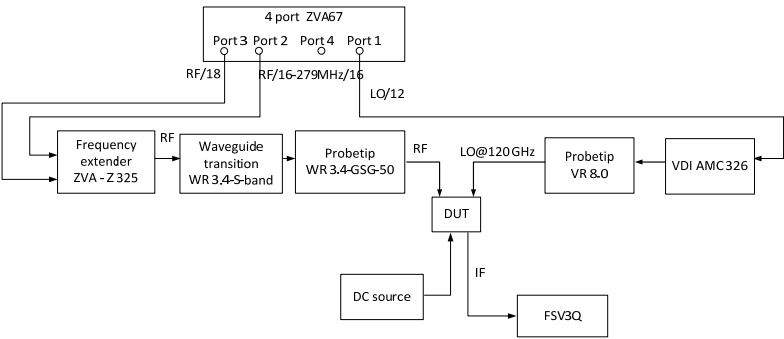 4 port ZVA67
Port 3 Port 2 Port 4 Port 1
RF/18
RF/16-279MHz/16
LO/12
Frequency
extender
ZVA - Z 325
RF
Waveguide
transition
WR 3.4-S-band
Probetip
WR 3.4-GSG-50
RF
LO@120 GHz
Probetip
VR 8.0
VDI AMC 326
DUT
IF
DC source
FSV3Q